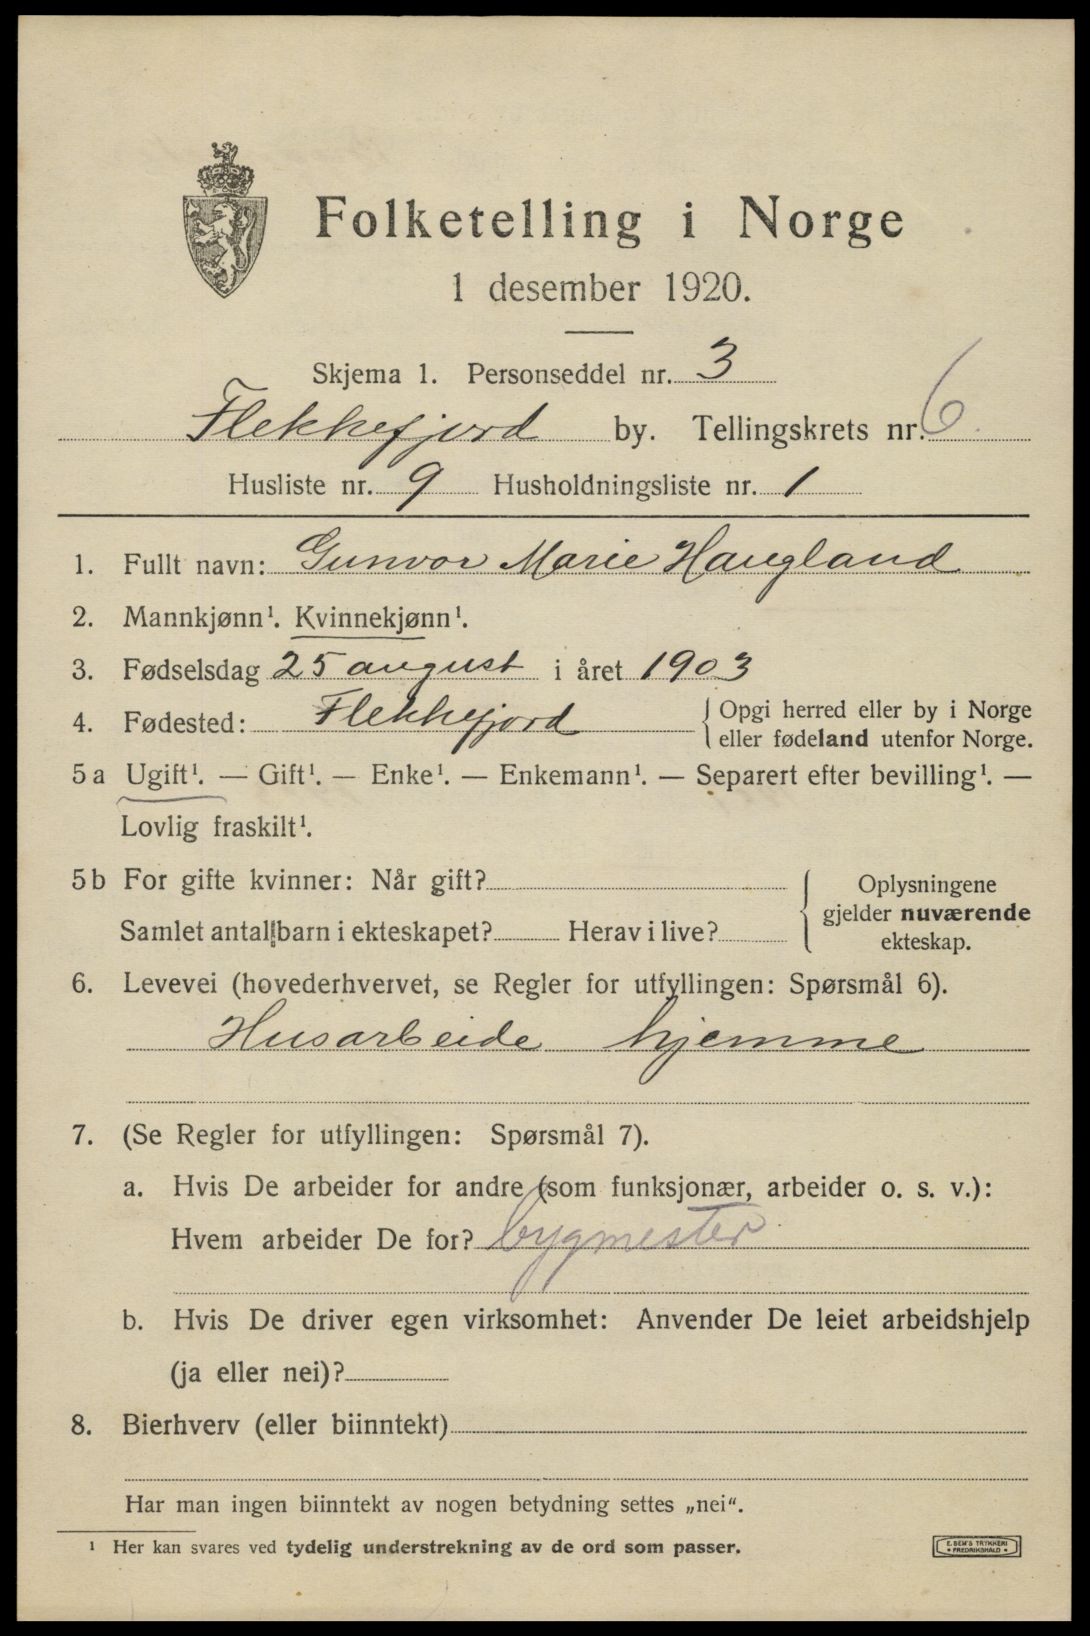 Folketelling i Norge
1 desember 1920.
Skjema 1. Personseddel nr. 3
Flekkefjord by. Tellingskrets nr. 6
Husliste nr. 9 Husholdningsliste nr. 1
1. Fullt navn: Gunvor Marie Haugland
2. Mannkjønn¹. Kvinnekjønn¹.
3. Fødselsdag 25 august i året 1903
4. Fødested: Flekkefjord { Opgi herred eller by i Norge
eller fødeland utenfor Norge.
5 a Ugift¹. — Gift¹. — Enke¹. — Enkemann¹. — Separert efter bevilling¹. —
Lovlig fraskilt¹.
5 b For gifte kvinner: Når gift?
Samlet antal barn i ekteskapet? Herav i live?
{ Oplysningene
gjelder nuværende
ekteskap.
6. Levevei (hovederhvervet, se Regler for utfyllingen: Spørsmål 6).
Husarbeide hjemme
7. (Se Regler for utfyllingen: Spørsmål 7).
a. Hvis De arbeider for andre (som funksjonær, arbeider o. s. v.):
Hvem arbeider De for? bygmester
b. Hvis De driver egen virksomhet: Anvender De leiet arbeidshjelp
(ja eller nei)?
8. Bierhverv (eller biinntekt)
Har man ingen biinntekt av nogen betydning settes „nei“.
¹ Her kan svares ved tydelig understrekning av de ord som passer.
E. SEM'S TRYKKERI
• FREDRIKSHALD •